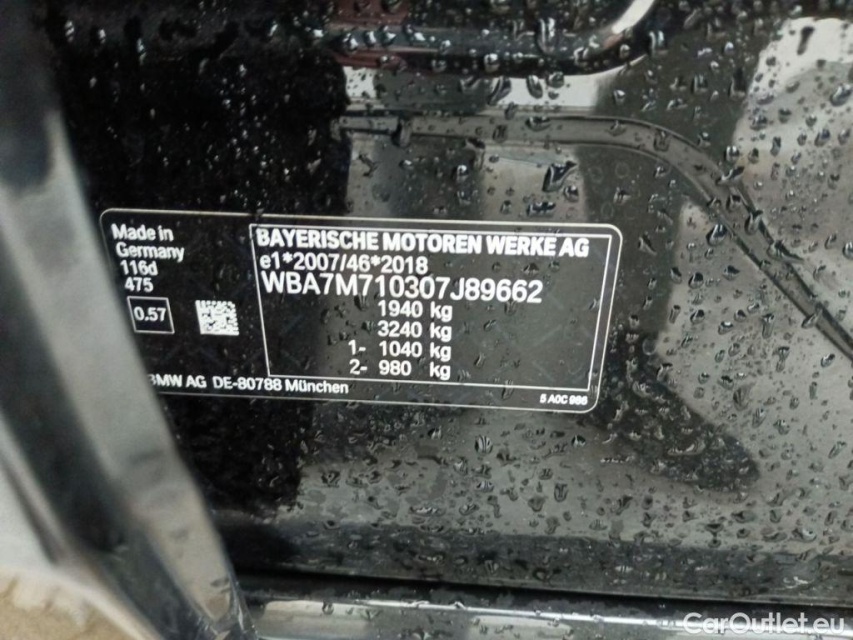 Made in
Germany
116d
475
0.57
BAYERISCHE MOTOREN WERKE AG
e1*2007/46*2018
WBA7M710307J89662
1940 kg
3240 kg
1- 1040 kg
2- 980 kg
BMW AG DE-80788 München
5 A0C 986
CarOutlet.eu